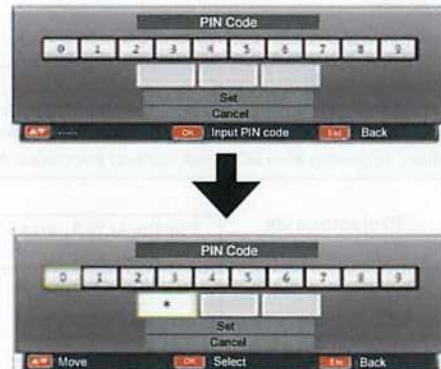 PIN Code
0 1 2 3 4 5 6 7 8 9
Set
Cancel
▲▼ ----- OK Input PIN code Esc Back
PIN Code
0 1 2 3 4 5 6 7 8 9
*
Set
Cancel
▲▼ Move OK Select Esc Back